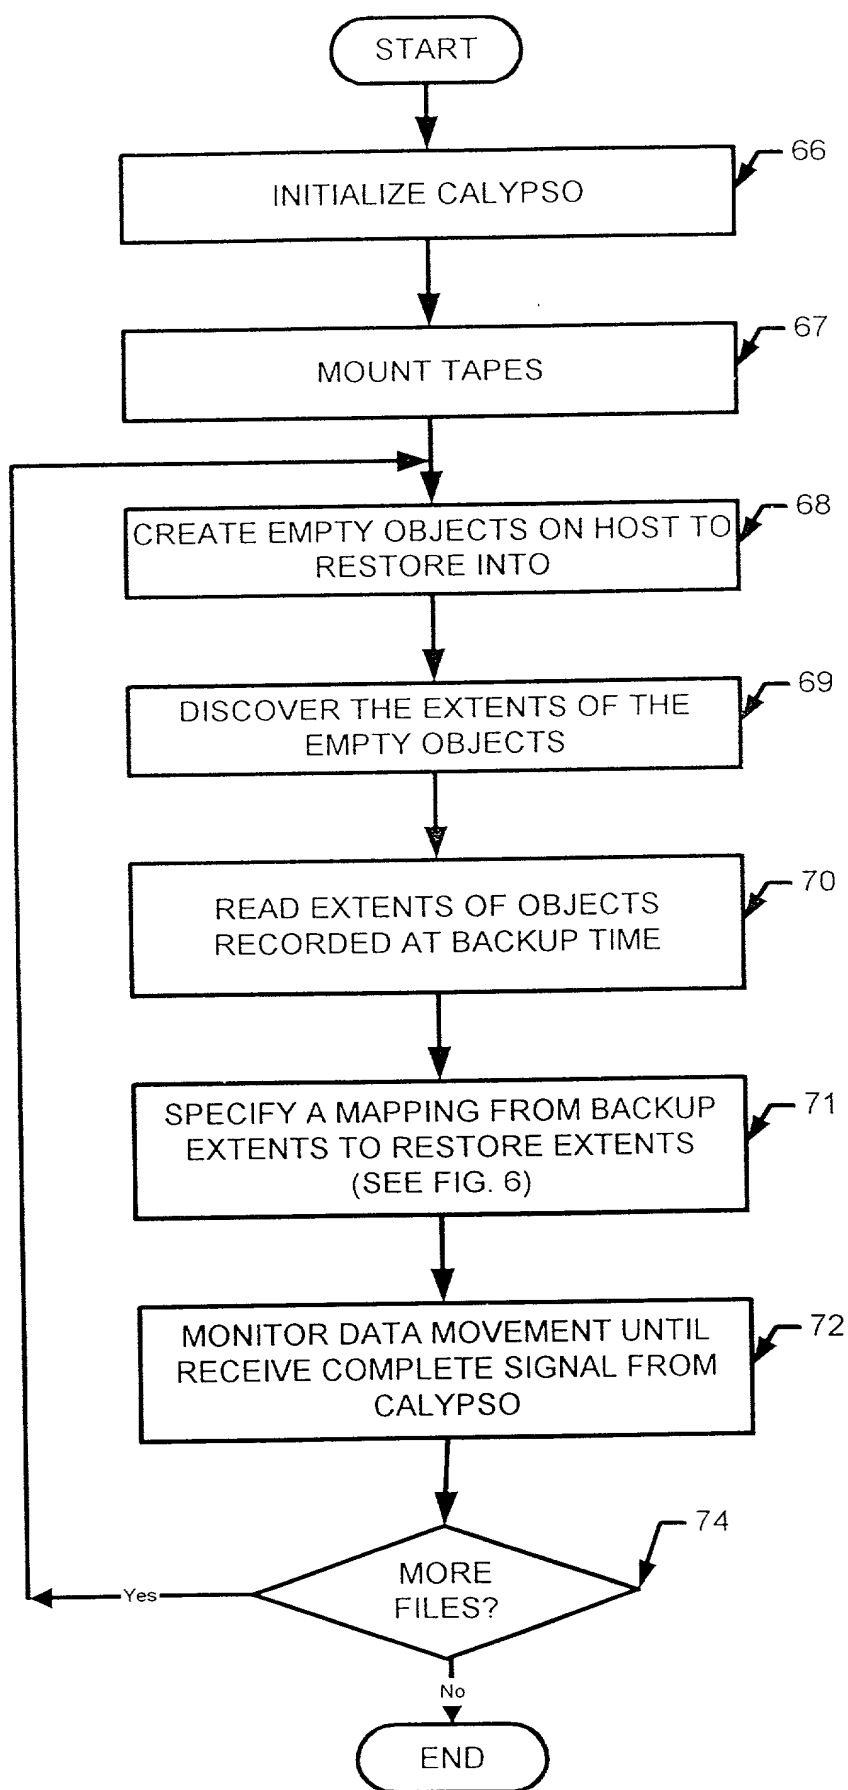 START
66
INITIALIZE CALYPSO
67
MOUNT TAPES
68
CREATE EMPTY OBJECTS ON HOST TO
RESTORE INTO
69
DISCOVER THE EXTENTS OF THE
EMPTY OBJECTS
70
READ EXTENTS OF OBJECTS
RECORDED AT BACKUP TIME
71
SPECIFY A MAPPING FROM BACKUP
EXTENTS TO RESTORE EXTENTS
(SEE FIG. 6)
72
MONITOR DATA MOVEMENT UNTIL
RECEIVE COMPLETE SIGNAL FROM
CALYPSO
74
MORE
FILES?
Yes
No
END